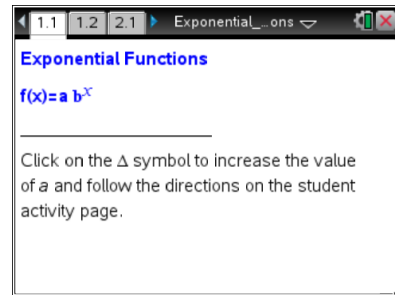 1.1 1.2 2.1 Exponential_...ons
Exponential Functions
f(x)=a bˣ
Click on the Δ symbol to increase the value
of a and follow the directions on the student
activity page.